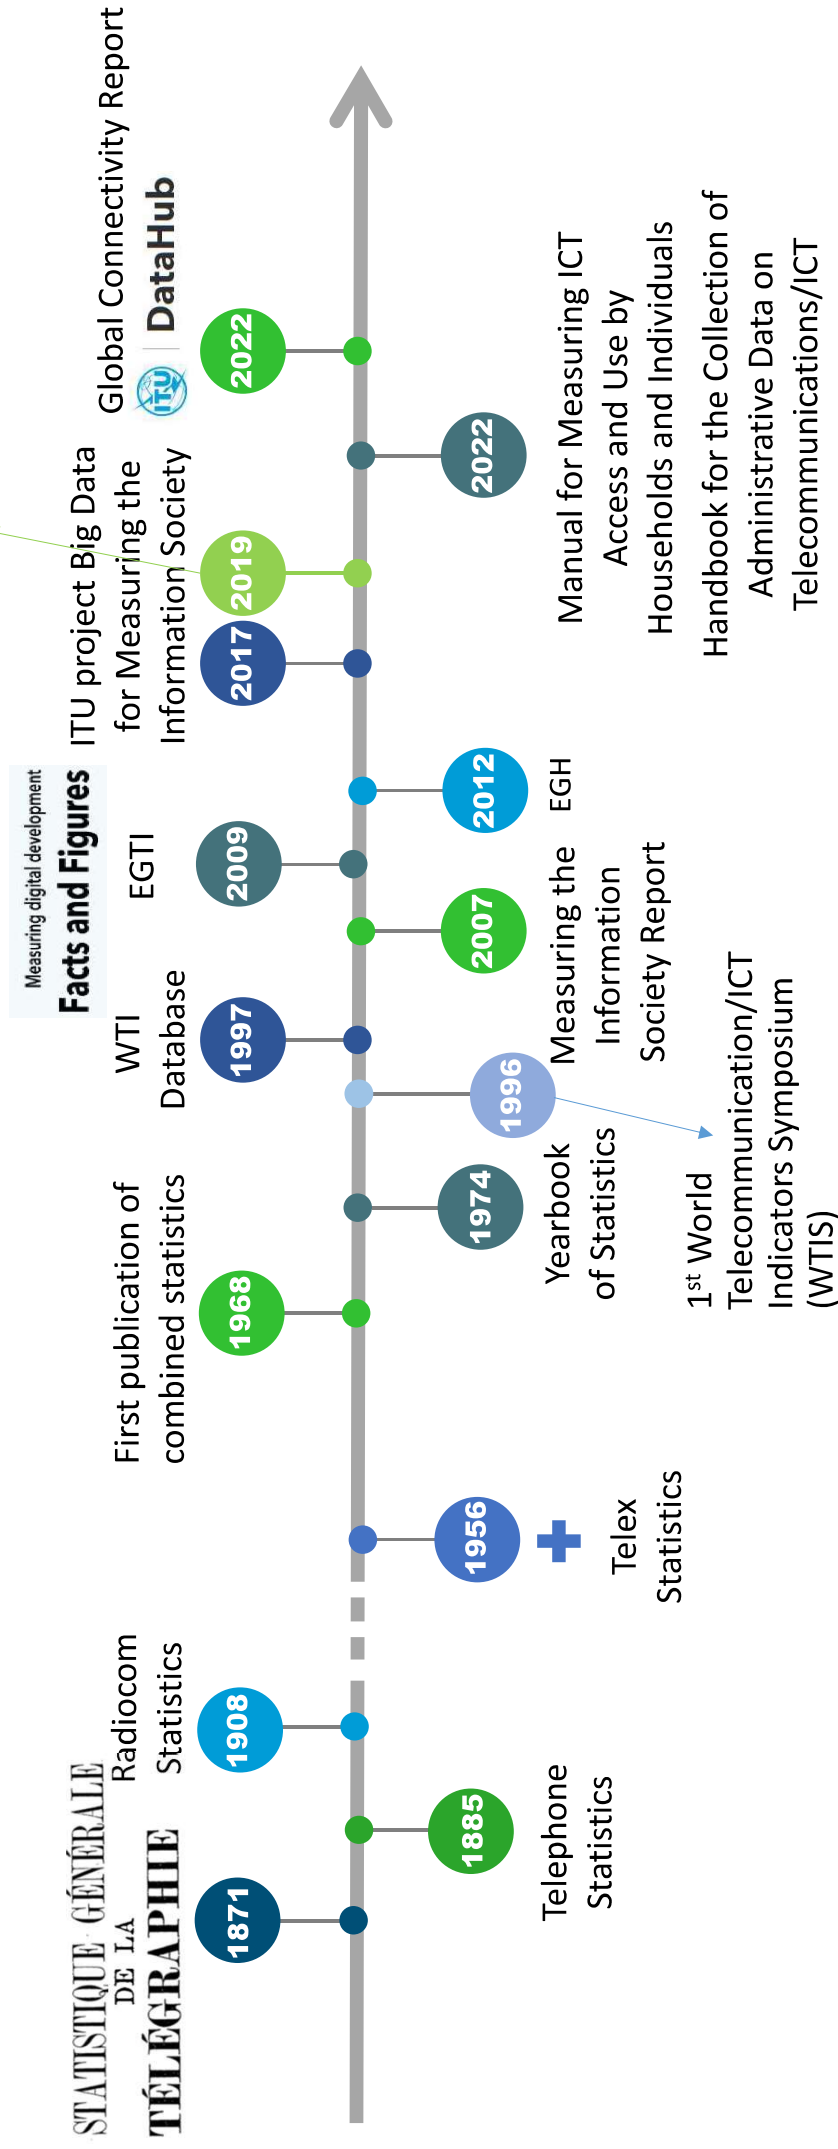 STATISTIQUE GÉNÉRALE
DE LA
TÉLÉGRAPHIE
1871
1885
Telephone
Statistics
Radiocom
Statistics
1908
1956
Telex
Statistics
First publication of
combined statistics
1968
1974
Yearbook
of Statistics
1996
1st World
Telecommunication/ICT
Indicators Symposium
(WTIS)
WTI
Database
1997
2007
Measuring the
Information
Society Report
Measuring digital development
Facts and Figures
EGTI
2009
2012
EGH
ITU project Big Data
for Measuring the
Information Society
2017
2019
2022
Manual for Measuring ICT
Access and Use by
Households and Individuals
Handbook for the Collection of
Administrative Data on
Telecommunications/ICT
Global Connectivity Report
ITU DataHub
2022